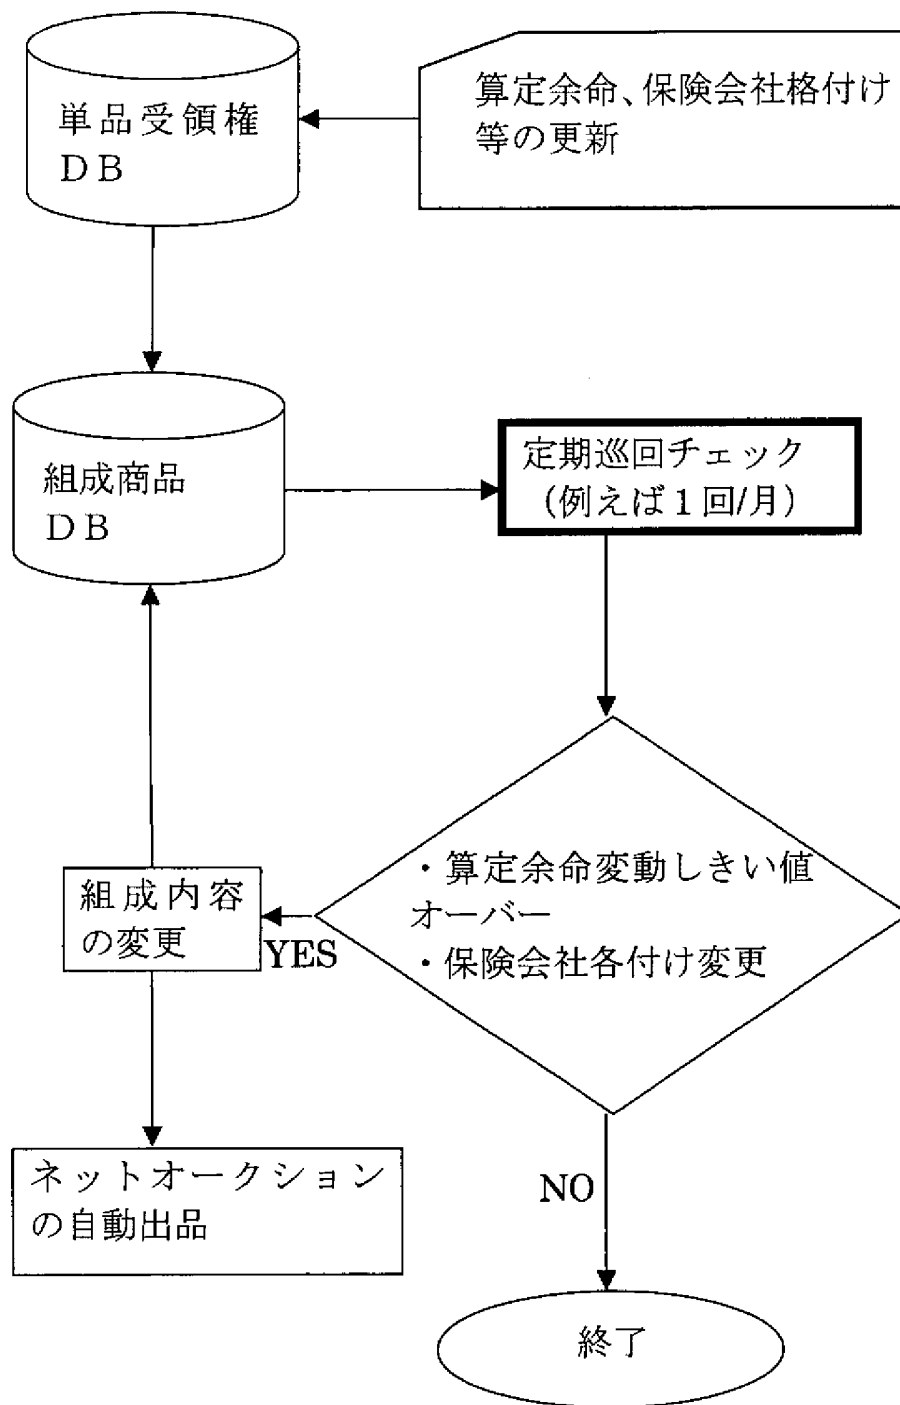 単品受領権
ＤＢ
算定余命、保険会社格付け
等の更新
組成商品
ＤＢ
定期巡回チェック
（例えば１回/月）
・算定余命変動しきい値
オーバー
・保険会社各付け変更
組成内容
の変更
YES
ネットオークション
の自動出品
NO
終了